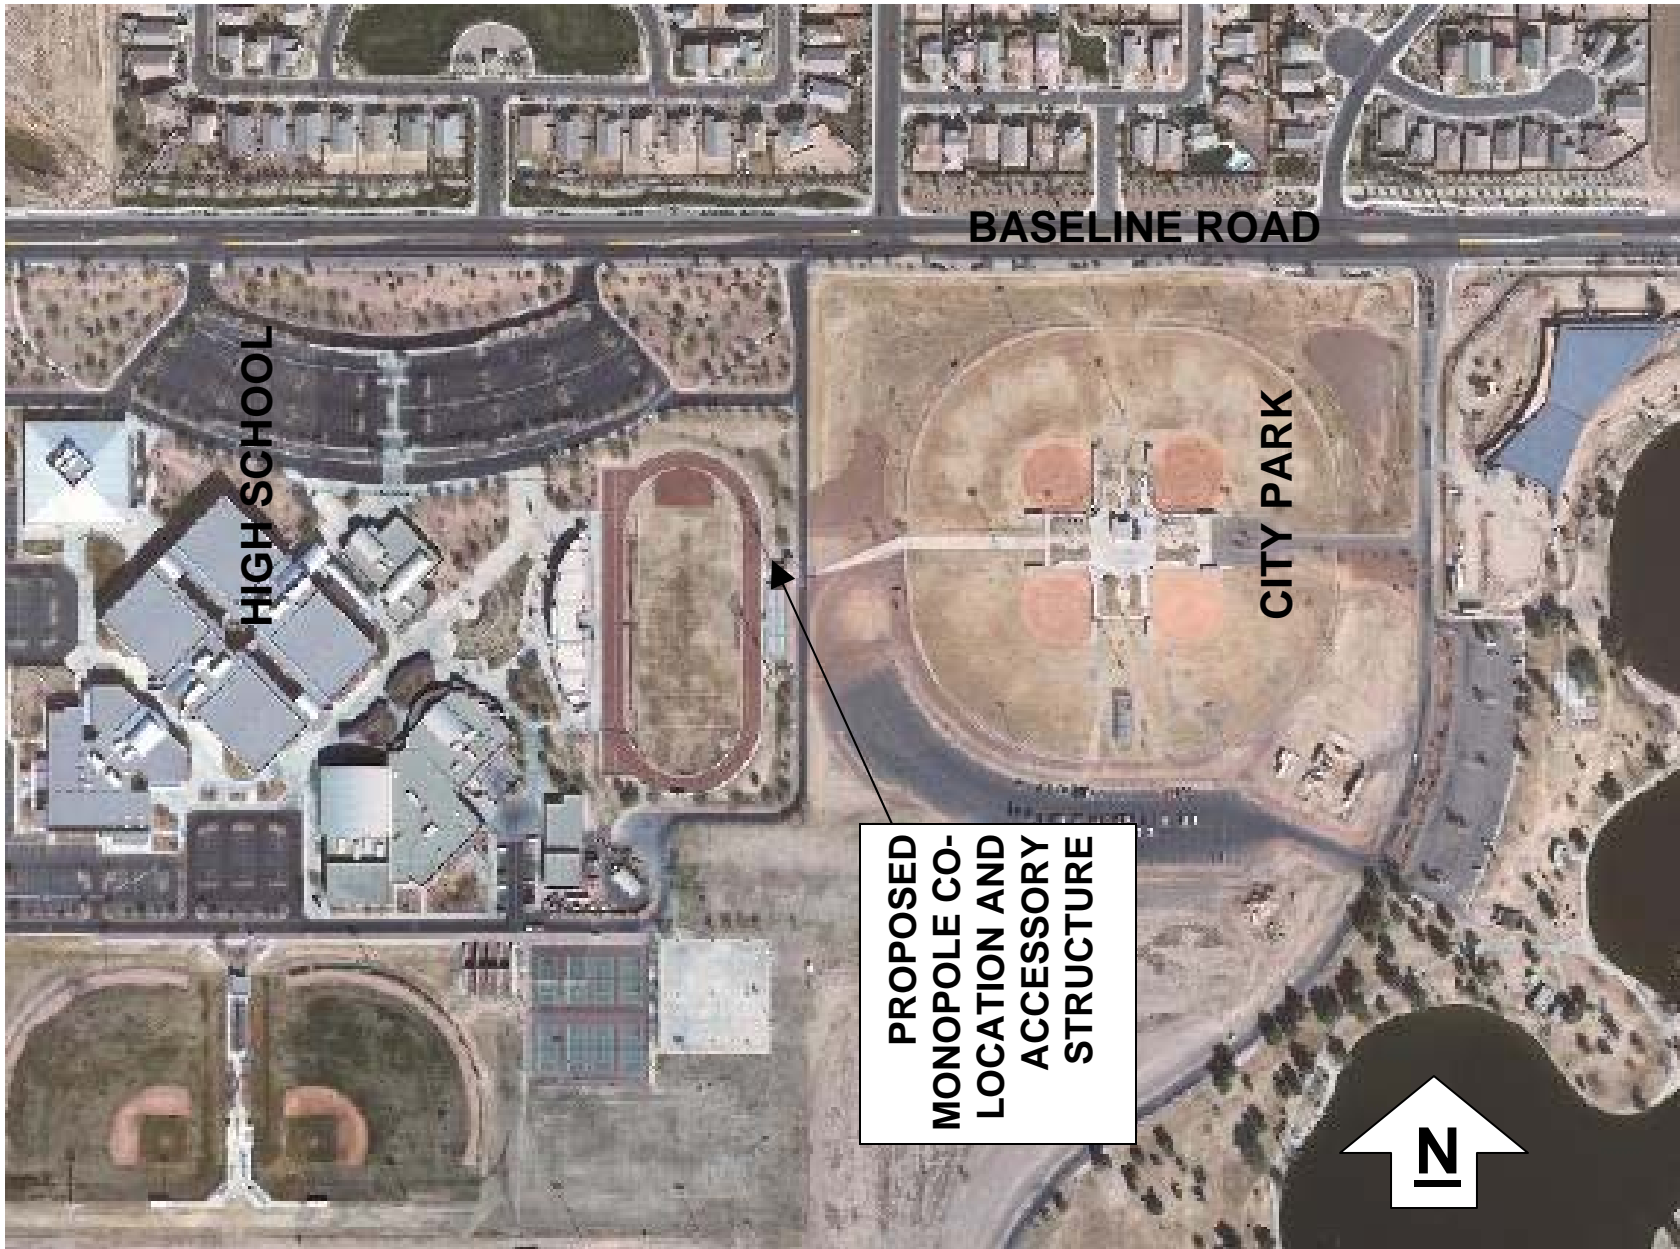 BASELINE ROAD
HIGH SCHOOL
CITY PARK
PROPOSED
MONOPOLE CO-
LOCATION AND
ACCESSORY
STRUCTURE
N